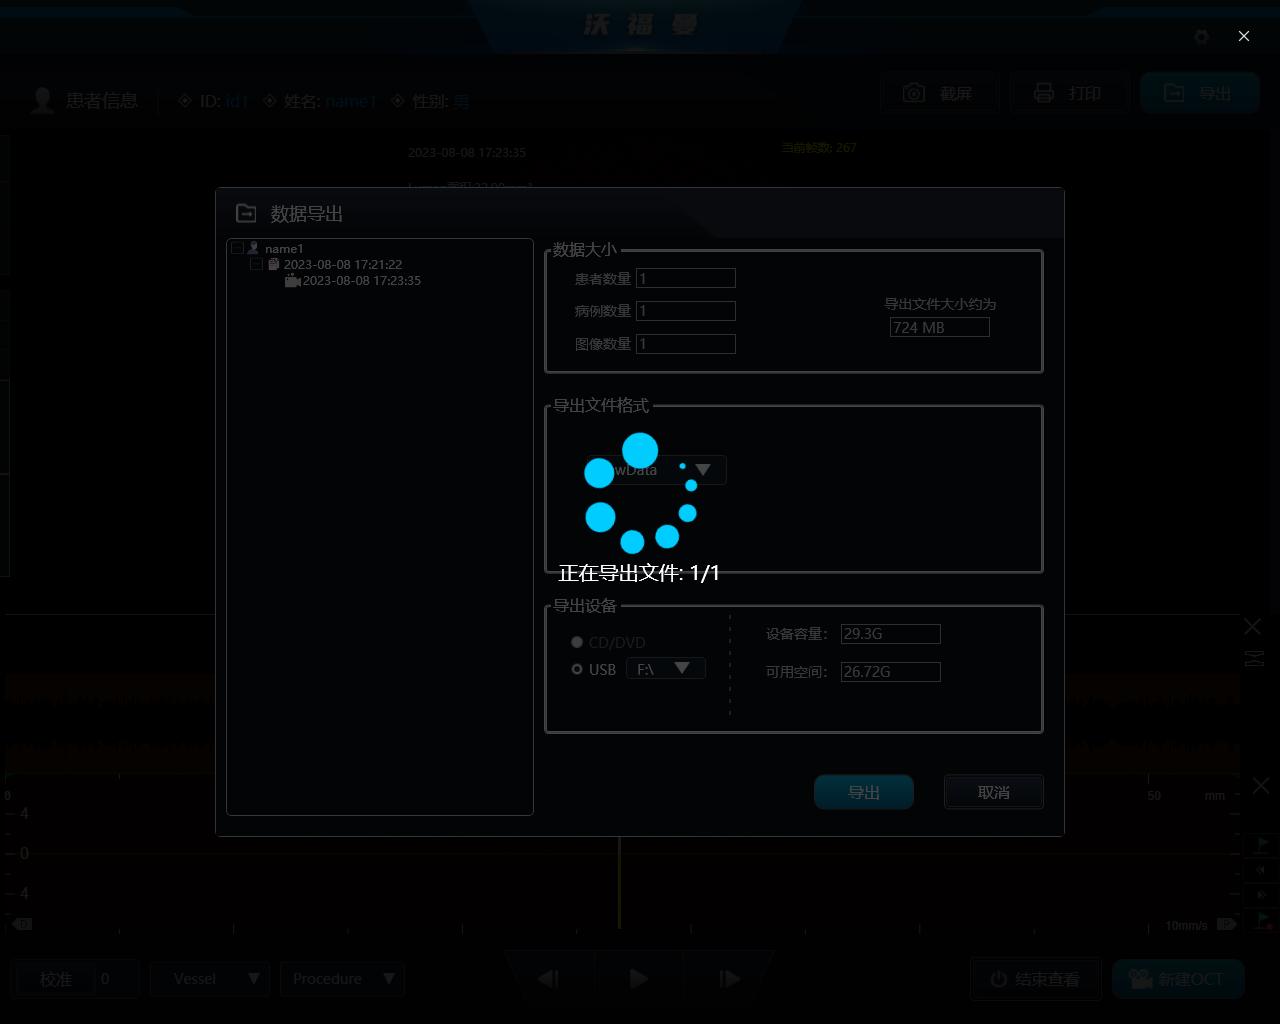 沃福曼
患者信息 ID: id1 姓名: name1 性别: 男 截屏 打印 导出
2023-08-08 17:23:35 当前帧数: 267
数据导出
name1
2023-08-08 17:21:22
2023-08-08 17:23:35
数据大小
患者数量 1
病例数量 1
图像数量 1
导出文件大小约为
724 MB
导出文件格式
wData
正在导出文件: 1/1
导出设备
CD/DVD
USB F:\
设备容量: 29.3G
可用空间: 26.72G
导出 取消
0 50 mm
4
0
4
10mm/s
校准 0 Vessel Procedure 结束查看 新建OCT